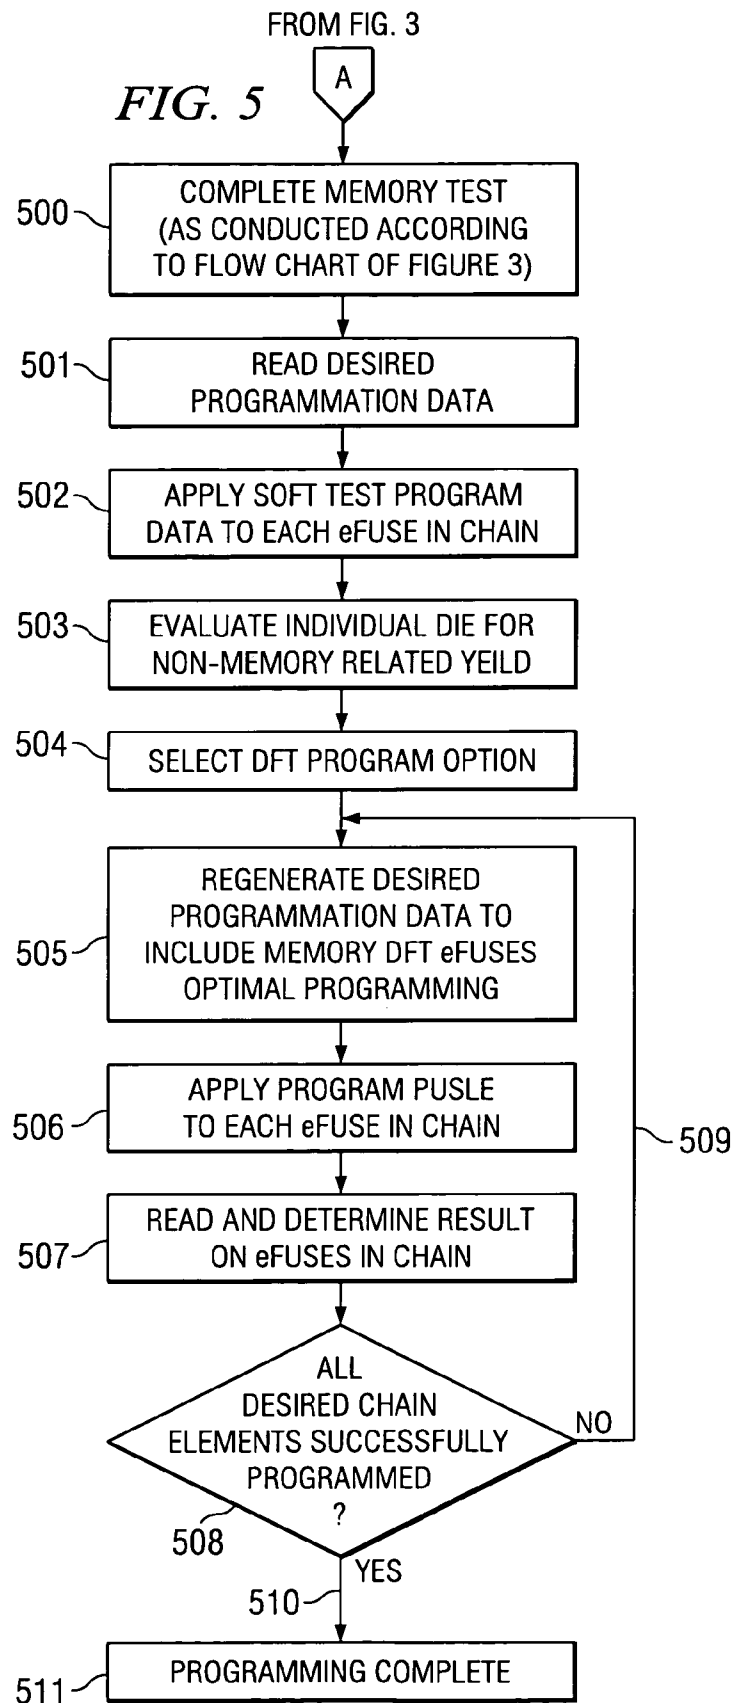 FROM FIG. 3
A
FIG. 5
500
COMPLETE MEMORY TEST
(AS CONDUCTED ACCORDING
TO FLOW CHART OF FIGURE 3)
501
READ DESIRED
PROGRAMMATION DATA
502
APPLY SOFT TEST PROGRAM
DATA TO EACH eFUSE IN CHAIN
503
EVALUATE INDIVIDUAL DIE FOR
NON-MEMORY RELATED YEILD
504
SELECT DFT PROGRAM OPTION
505
REGENERATE DESIRED
PROGRAMMATION DATA TO
INCLUDE MEMORY DFT eFUSES
OPTIMAL PROGRAMMING
506
APPLY PROGRAM PUSLE
TO EACH eFUSE IN CHAIN
509
507
READ AND DETERMINE RESULT
ON eFUSES IN CHAIN
ALL
DESIRED CHAIN
ELEMENTS SUCCESSFULLY
PROGRAMMED
?
NO
508
YES
510
511
PROGRAMMING COMPLETE